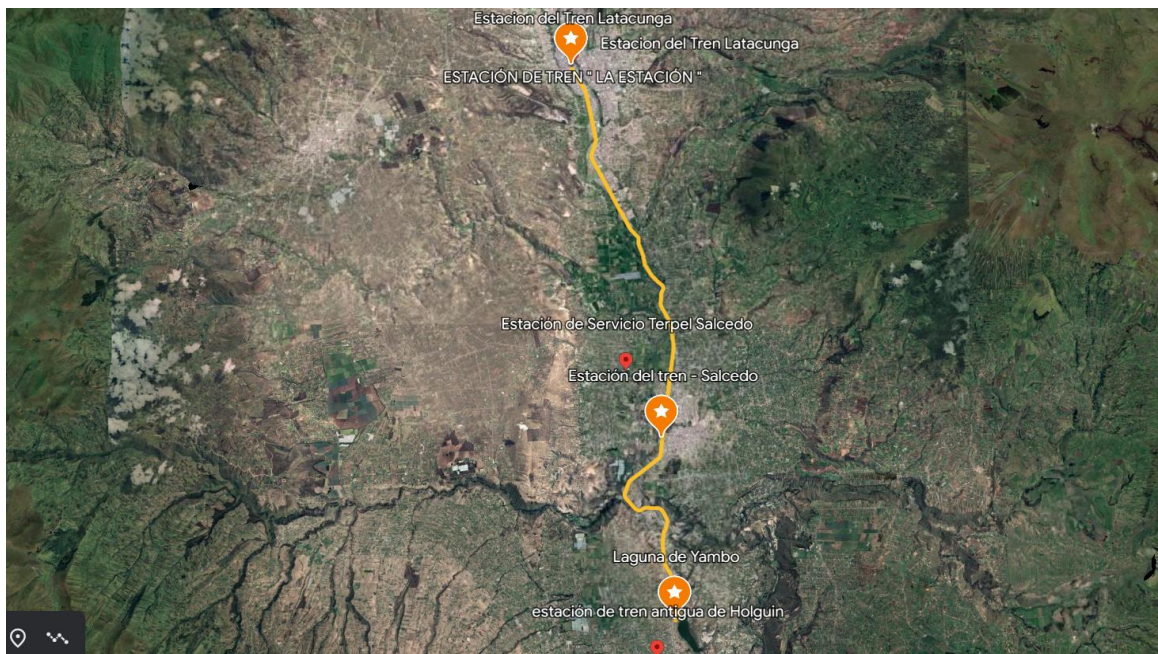 Estacion del Tren Latacunga
Estacion del Tren Latacunga
ESTACIÓN DE TREN " LA ESTACIÓN "
Estación de Servicio Terpel Salcedo
Estación del tren - Salcedo
Laguna de Yambo
estación de tren antigua de Holguin